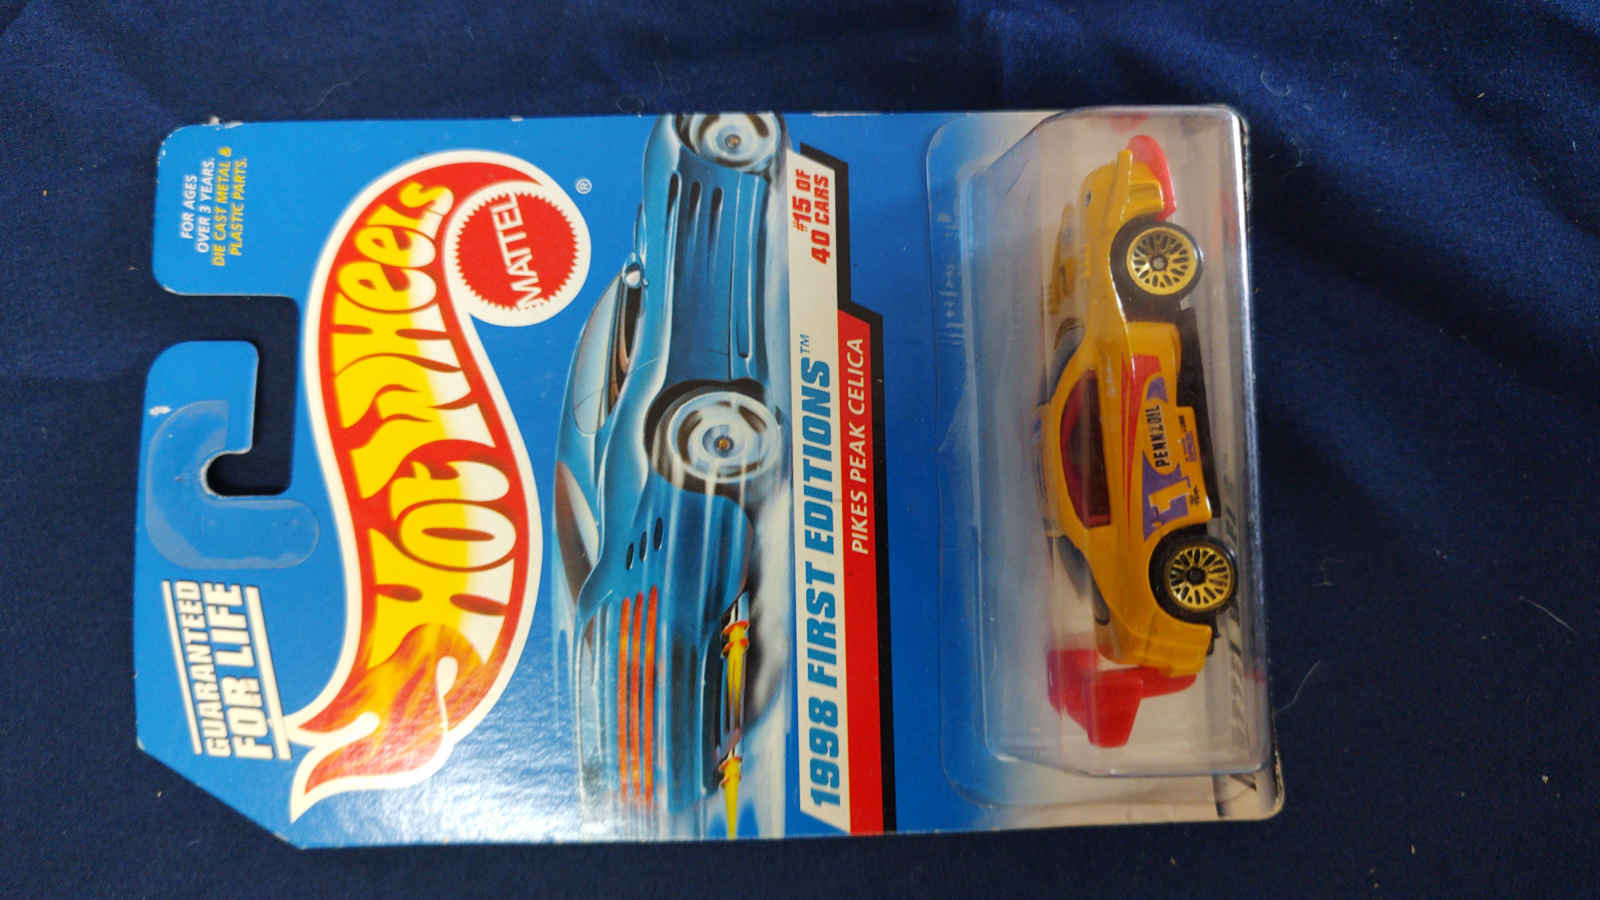 FOR AGES
OVER 3 YEARS.
DIE CAST METAL &
PLASTIC PARTS.
GUARANTEED
FOR LIFE
HOT WHEELS
®
MATTEL
#15 OF
40 CARS
1998 FIRST EDITIONS™
PIKES PEAK CELICA
PENNZOIL
1